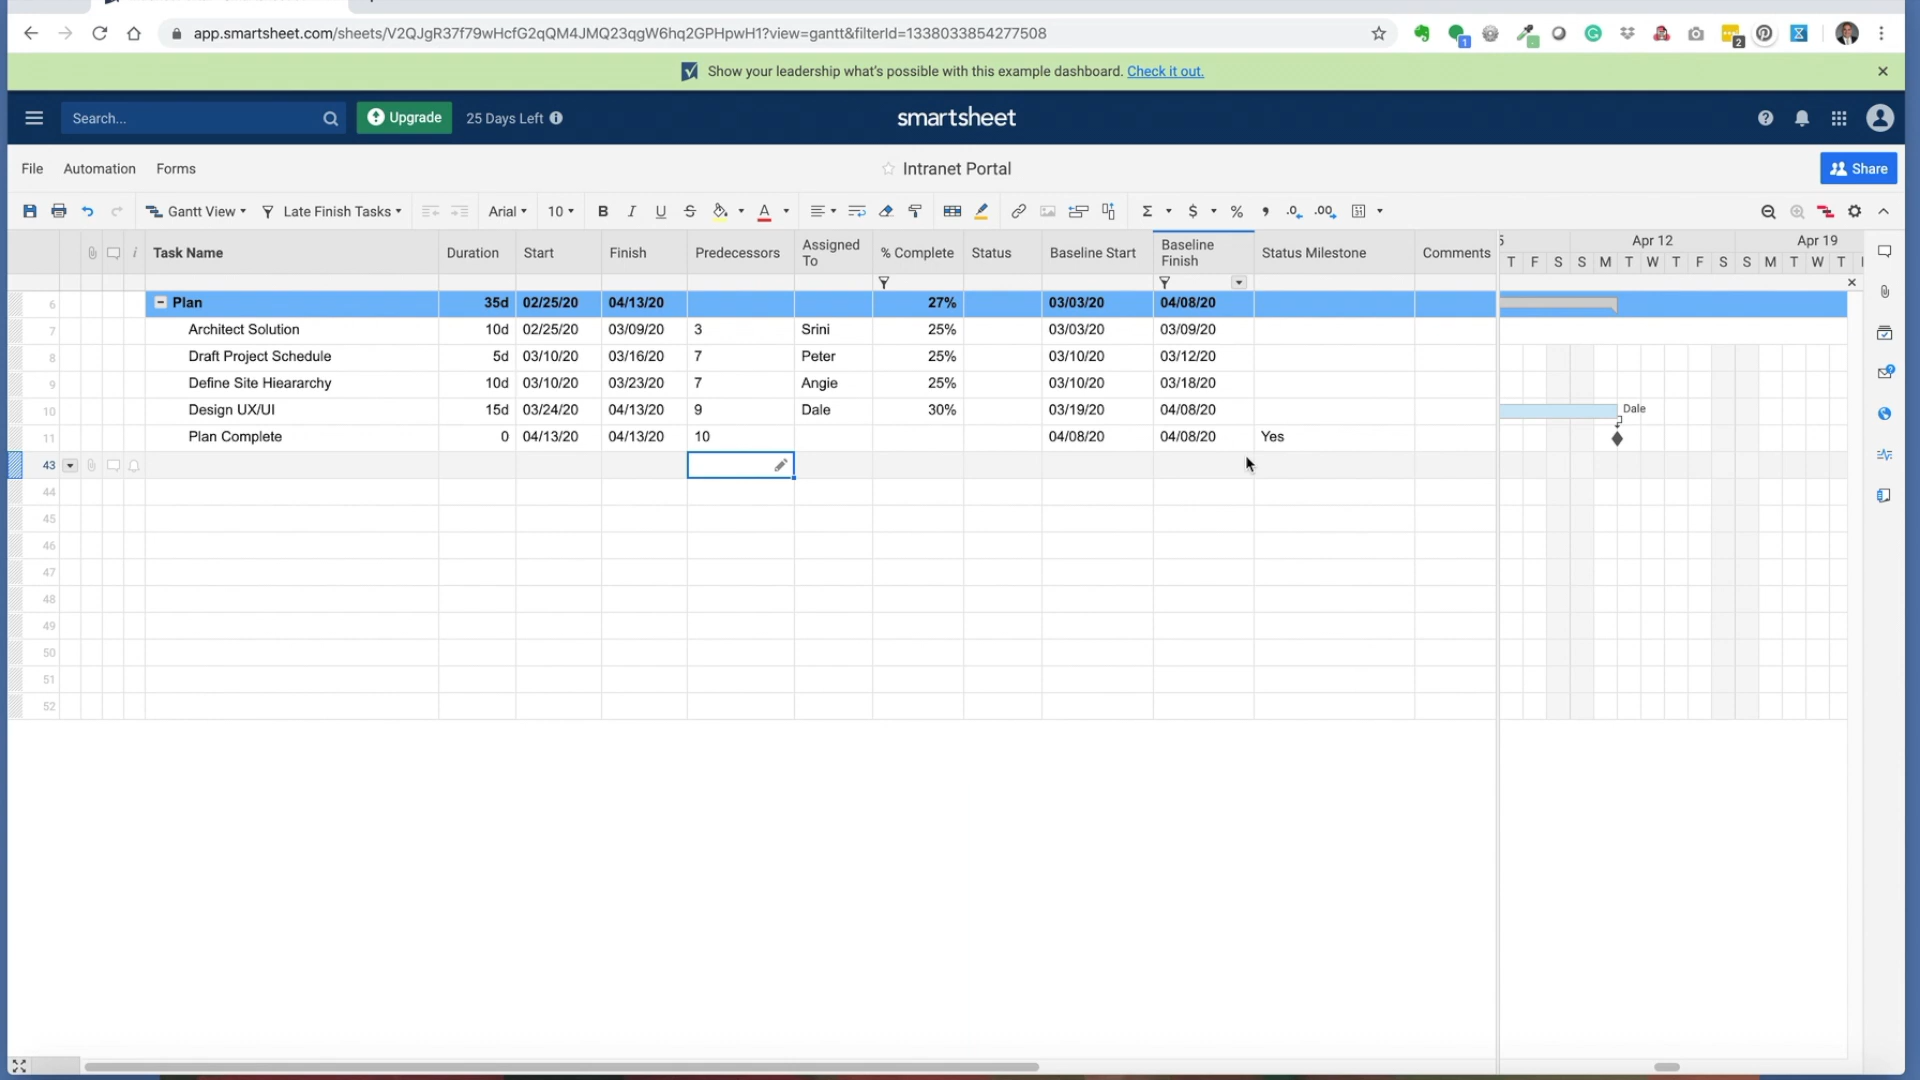 app.smartsheet.com/sheets/V2QJgR37f79wHcfG2qQM4JMQ23qgW6hq2GPHpwH1?view=gantt&filterId=1338033854277508
1
2
Show your leadership what's possible with this example dashboard. Check it out.
Search...
Upgrade
25 Days Left
smartsheet
File
Automation
Forms
Intranet Portal
Share
Gantt View
Late Finish Tasks
Arial
10
B I U S
A
Σ
$
%
.0
.00
Task Name
Duration
Start
Finish
Predecessors
Assigned To
% Complete
Status
Baseline Start
Baseline Finish
Status Milestone
Comments
5
Apr 12
Apr 19
T F S S M T W T F S S M T W T
6 Plan 35d 02/25/20 04/13/20 27% 03/03/20 04/08/20
7 Architect Solution 10d 02/25/20 03/09/20 3 Srini 25% 03/03/20 03/09/20
8 Draft Project Schedule 5d 03/10/20 03/16/20 7 Peter 25% 03/10/20 03/12/20
9 Define Site Hieararchy 10d 03/10/20 03/23/20 7 Angie 25% 03/10/20 03/18/20
10 Design UX/UI 15d 03/24/20 04/13/20 9 Dale 30% 03/19/20 04/08/20 Dale
11 Plan Complete 0 04/13/20 04/13/20 10 04/08/20 04/08/20 Yes
43
44
45
46
47
48
49
50
51
52